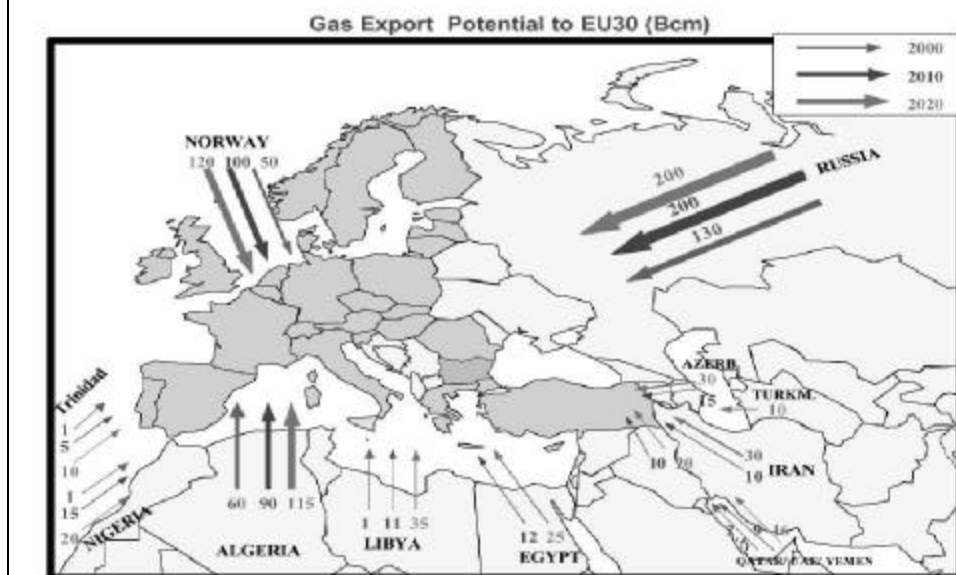 Gas Export Potential to EU30 (Bcm)
2000
2010
2020
NORWAY
120 100 50
RUSSIA
200
200
130
Trinidad
1
5
10
1
15
20
NIGERIA
60 90 115
ALGERIA
1 11 35
LIBYA
12 25
EGYPT
AZERB.
30
15
TURKM.
10
30
10
IRAN
10 20
QATAR/ UAE/ YEMEN